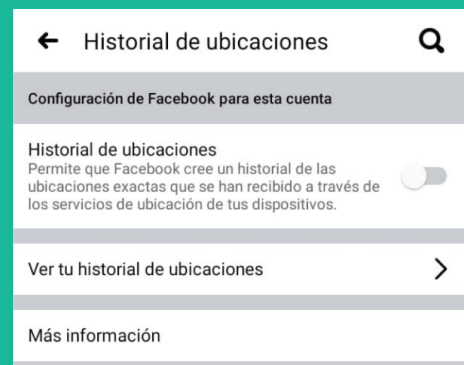 Historial de ubicaciones
Configuración de Facebook para esta cuenta
Historial de ubicaciones
Permite que Facebook cree un historial de las
ubicaciones exactas que se han recibido a través de
los servicios de ubicación de tus dispositivos.
Ver tu historial de ubicaciones
Más información